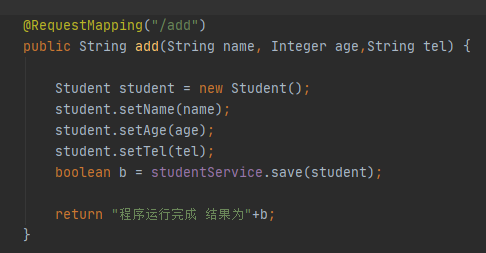 @RequestMapping("/add")
public String add(String name, Integer age,String tel) {
Student student = new Student();
student.setName(name);
student.setAge(age);
student.setTel(tel);
boolean b = studentService.save(student);
return "程序运行完成 结果为"+b;
}